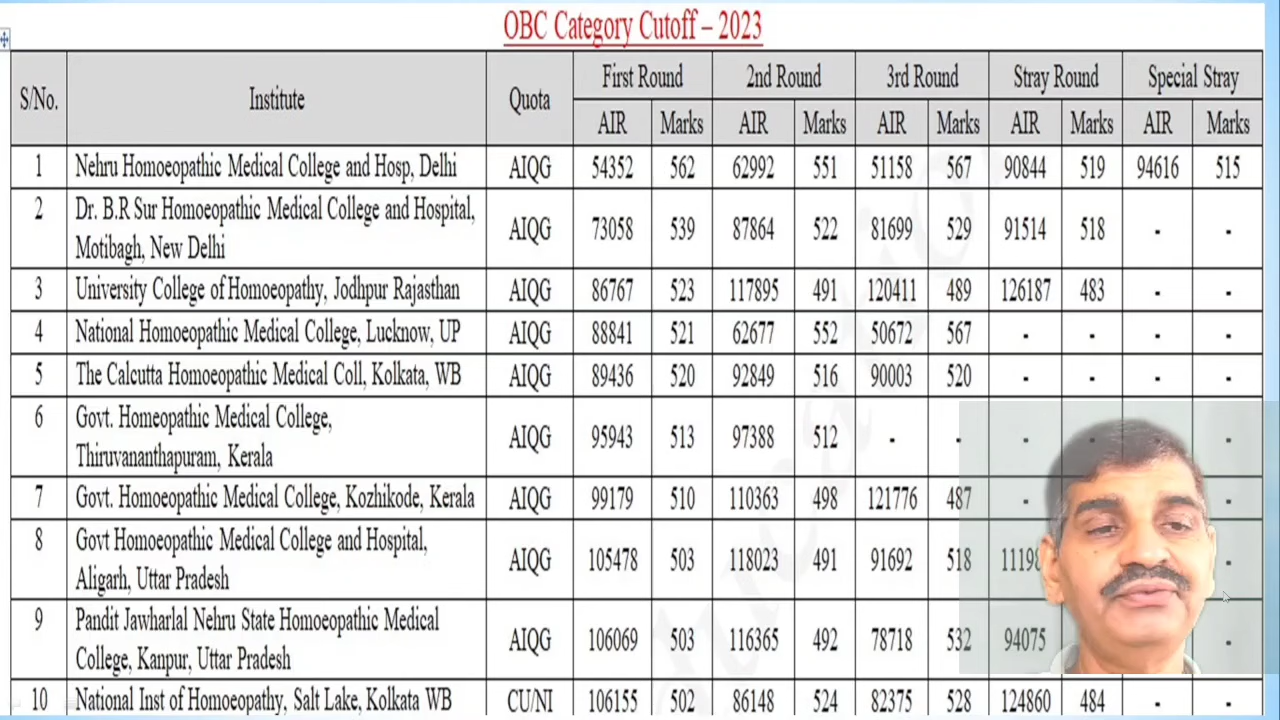 OBC Category Cutoff – 2023
S/No. Institute Quota First Round 2nd Round 3rd Round Stray Round Special Stray
AIR Marks AIR Marks AIR Marks AIR Marks AIR Marks
1 Nehru Homoeopathic Medical College and Hosp, Delhi AIQG 54352 562 62992 551 51158 567 90844 519 94616 515
2 Dr. B.R Sur Homoeopathic Medical College and Hospital,
Motibagh, New Delhi AIQG 73058 539 87864 522 81699 529 91514 518 - -
3 University College of Homoeopathy, Jodhpur Rajasthan AIQG 86767 523 117895 491 120411 489 126187 483 - -
4 National Homoeopathic Medical College, Lucknow, UP AIQG 88841 521 62677 552 50672 567 - - - -
5 The Calcutta Homoeopathic Medical Coll, Kolkata, WB AIQG 89436 520 92849 516 90003 520 - - - -
6 Govt. Homeopathic Medical College,
Thiruvananthapuram, Kerala AIQG 95943 513 97388 512 - - - - - -
7 Govt. Homoeopathic Medical College, Kozhikode, Kerala AIQG 99179 510 110363 498 121776 487 - -
8 Govt Homoeopathic Medical College and Hospital,
Aligarh, Uttar Pradesh AIQG 105478 503 118023 491 91692 518 -
9 Pandit Jawharlal Nehru State Homoeopathic Medical
College, Kanpur, Uttar Pradesh AIQG 106069 503 116365 492 78718 532 94075 -
10 National Inst of Homoeopathy, Salt Lake, Kolkata WB CU/NI 106155 502 86148 524 82375 528 124860 484 - -